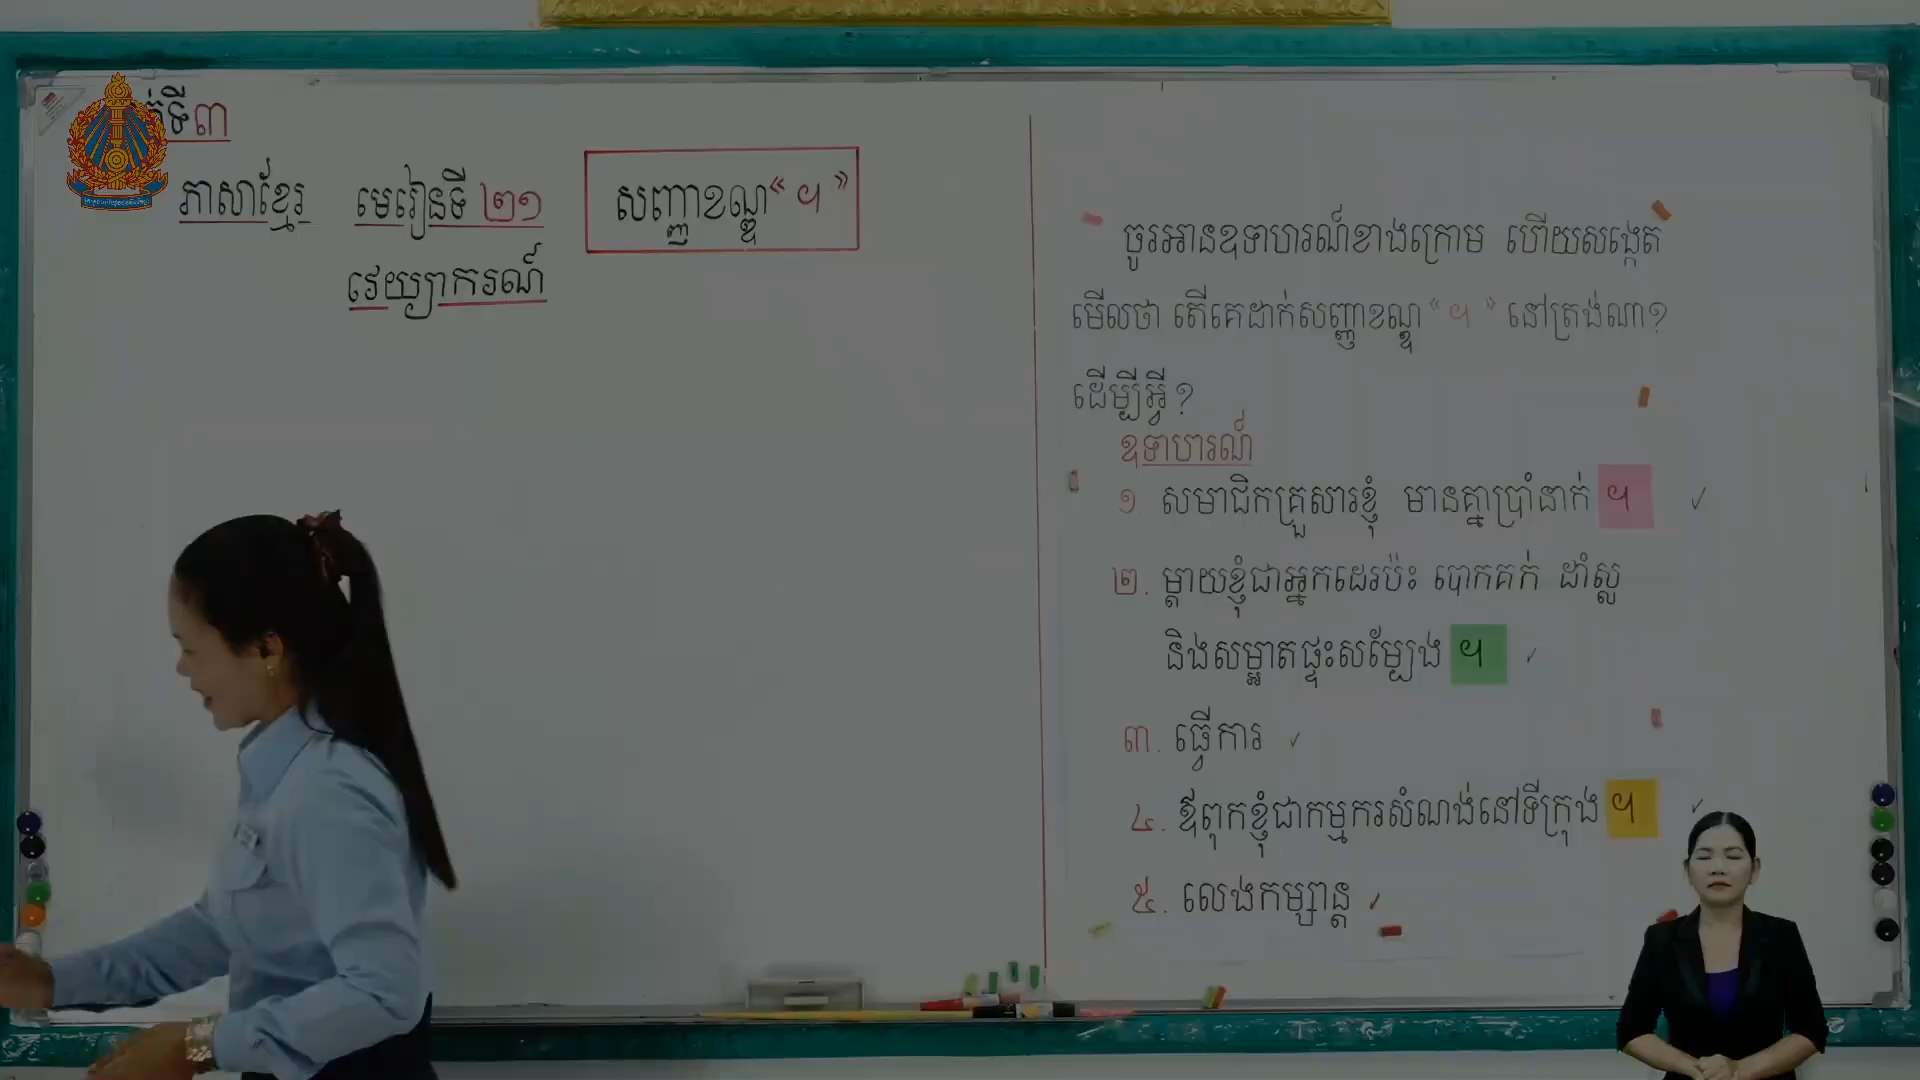 ទី៣
ភាសាខ្មែរ មេរៀនទី ២១ សញ្ញាខណ្ឌ «។»
វេយ្យាករណ៍
ចូរអានឧទាហរណ៍ខាងក្រោម ហើយសង្កេត
មើលថា តើគេដាក់សញ្ញាខណ្ឌ «។» នៅត្រង់ណា?
ដើម្បីអ្វី?
ឧទាហរណ៍
១ សមាជិកគ្រួសារខ្ញុំ មានគ្នាប្រាំនាក់ ។
២. ម្តាយខ្ញុំជាអ្នកដេរប៉ះ បោកគក់ ដាំស្ល
និងសម្អាតផ្ទះសម្បែង ។
៣. ធ្វើការ
៤. ឪពុកខ្ញុំជាកម្មករសំណង់នៅទីក្រុង ។
៥. លេងកម្សាន្ត